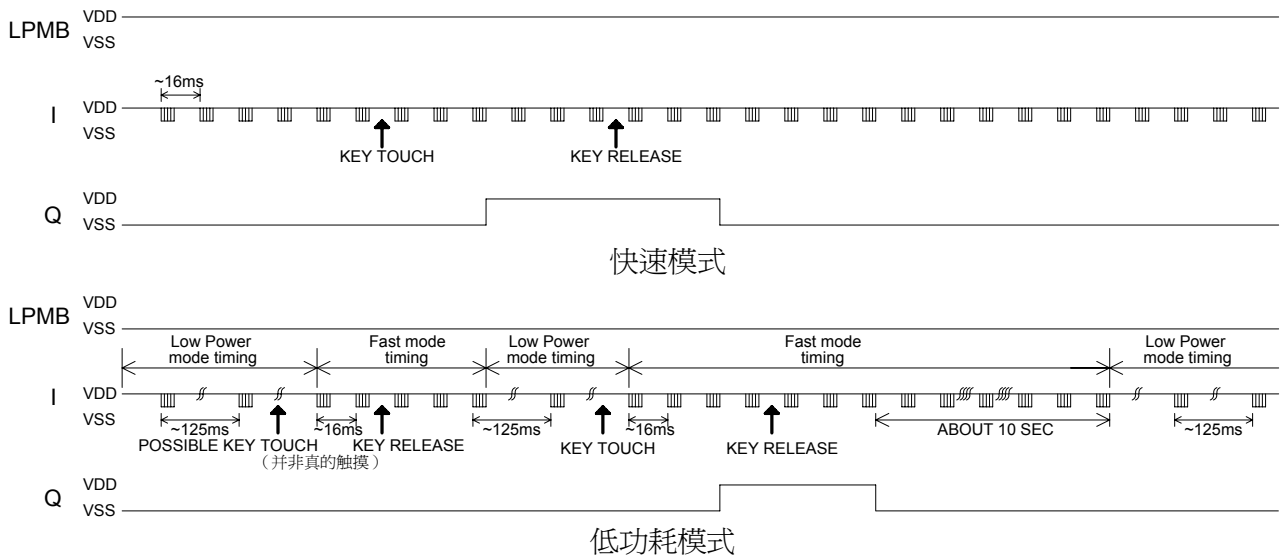 VDD
LPMB
VSS
~16ms
VDD
I
VSS
KEY TOUCH
KEY RELEASE
VDD
Q
VSS
快速模式
VDD
LPMB
VSS
Low Power
mode timing
Fast mode
timing
Low Power
mode timing
Fast mode
timing
Low Power
mode timing
VDD
I
VSS
~125ms
~16ms
~125ms
~16ms
ABOUT 10 SEC
~125ms
POSSIBLE KEY TOUCH
(并非真的触摸)
KEY RELEASE
KEY TOUCH
KEY RELEASE
VDD
Q
VSS
低功耗模式